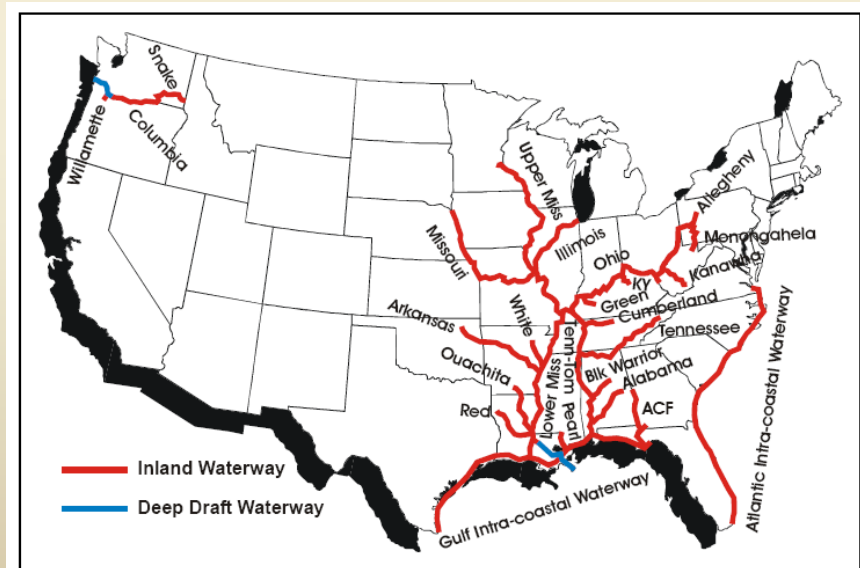 Snake
Willamette
Columbia
Upper Miss
Allegheny
Missouri
Illimois
Ohio
Monongahela
Kanawha
KY
Green
Cumberland
White
Arkansas
Tennessee
Tenn-Tom
Ouachita
Lower Miss
Blk Warrior
Alabama
Red
Pearl
ACF
Atlantic Intra-coastal Waterway
Inland Waterway
Deep Draft Waterway
Gulf Intra-coastal Waterway